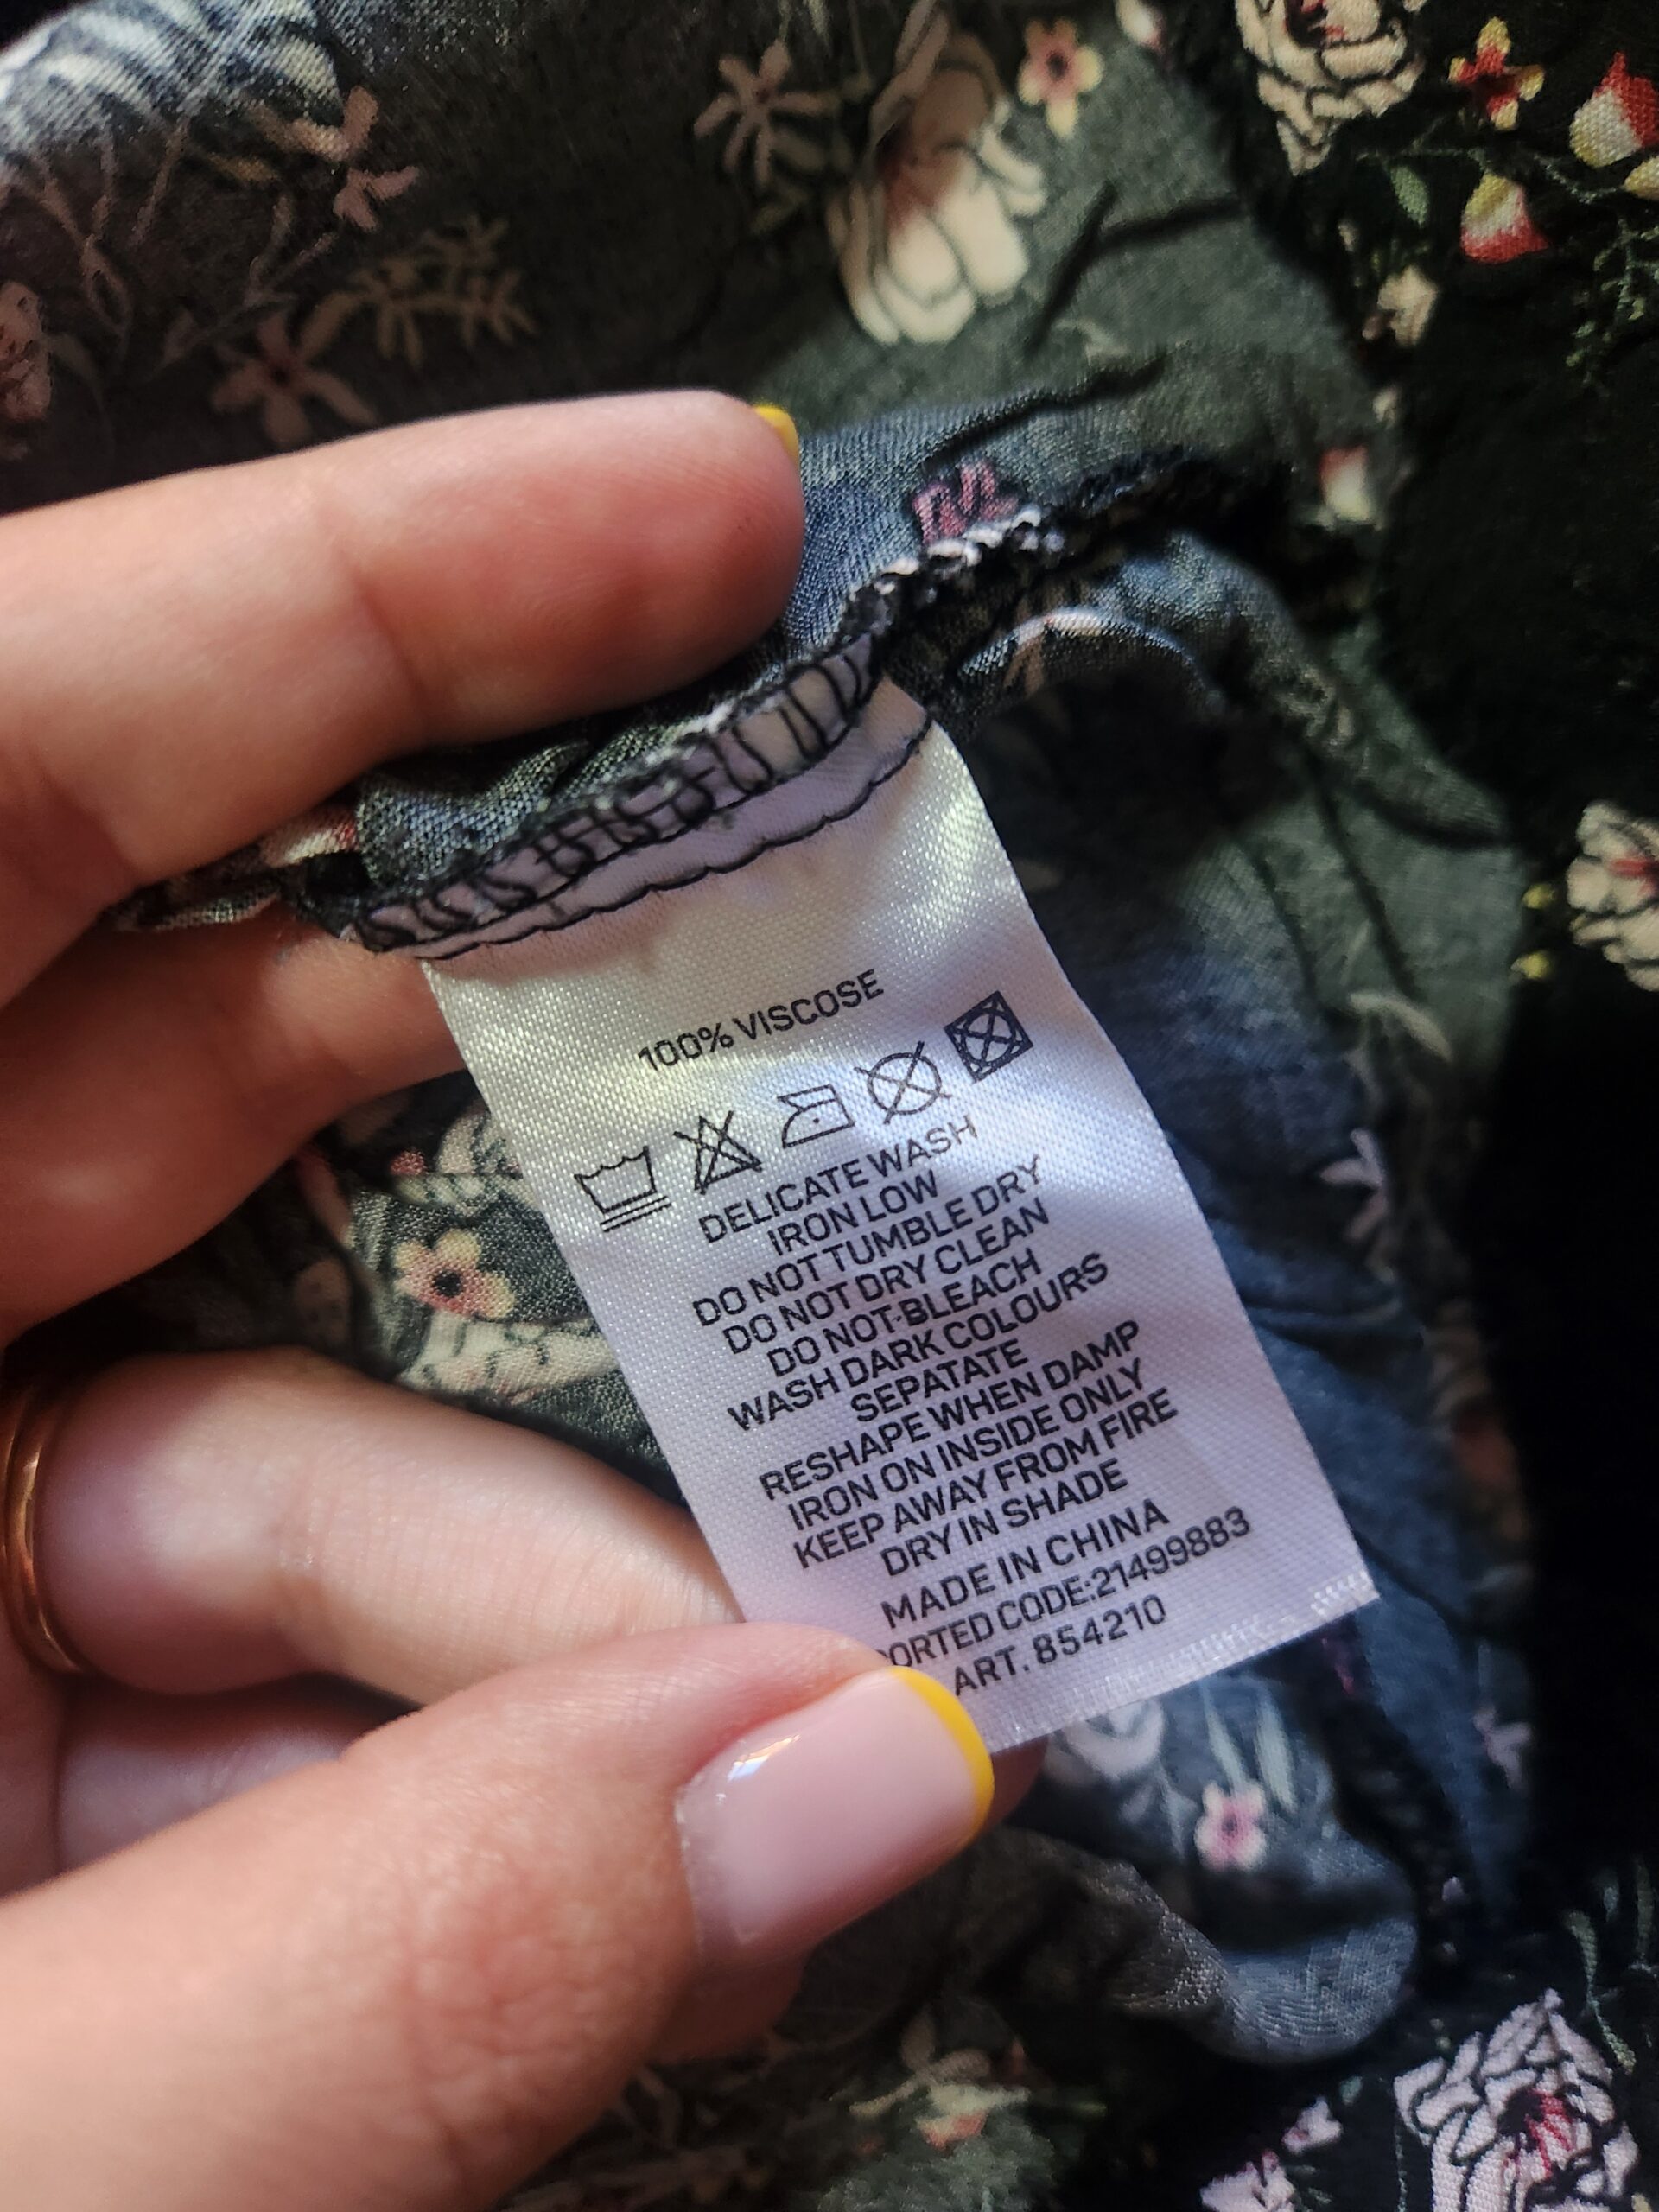 100% VISCOSE
DELICATE WASH
IRON LOW
DO NOT TUMBLE DRY
DO NOT DRY CLEAN
DO NOT BLEACH
WASH DARK COLOURS
SEPATATE
RESHAPE WHEN DAMP
IRON ON INSIDE ONLY
KEEP AWAY FROM FIRE
DRY IN SHADE
MADE IN CHINA
CODE:21499883
ART. 854210